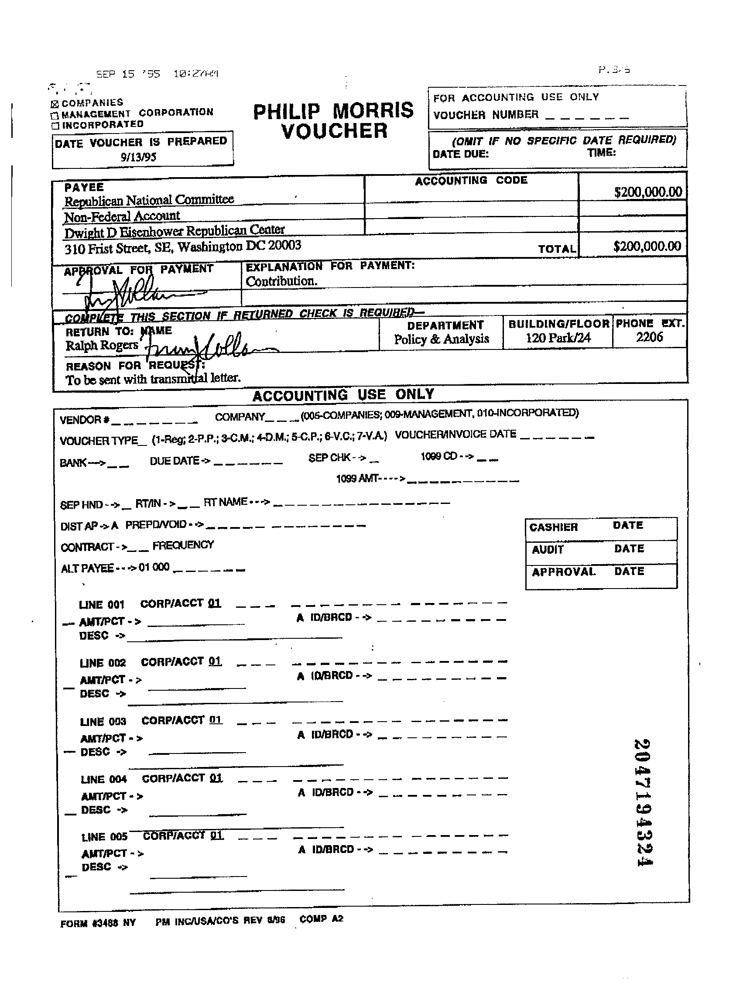 SEP 15 '95 10:27AM P.3/5
☒ COMPANIES
☐ MANAGEMENT CORPORATION
☐ INCORPORATED
PHILIP MORRIS
VOUCHER
FOR ACCOUNTING USE ONLY
VOUCHER NUMBER _ _ _ _ _ _
DATE VOUCHER IS PREPARED
9/13/95
(OMIT IF NO SPECIFIC DATE REQUIRED)
DATE DUE: TIME:
PAYEE ACCOUNTING CODE
Republican National Committee $200,000.00
Non-Federal Account
Dwight D Eisenhower Republican Center
310 Frist Street, SE, Washington DC 20003 TOTAL $200,000.00
APPROVAL FOR PAYMENT EXPLANATION FOR PAYMENT:
Contribution.
COMPLETE THIS SECTION IF RETURNED CHECK IS REQUIRED
RETURN TO: NAME DEPARTMENT BUILDING/FLOOR PHONE EXT.
Ralph Rogers Policy & Analysis 120 Park/24 2206
REASON FOR REQUEST:
To be sent with transmittal letter.
ACCOUNTING USE ONLY
VENDOR # _ _ _ _ _ _ _ COMPANY _ _ _ (005-COMPANIES; 009-MANAGEMENT, 010-INCORPORATED)
VOUCHER TYPE _ (1-Reg; 2-P.P.; 3-C.M.; 4-D.M.; 5-C.P.; 6-V.C.; 7-V.A.) VOUCHER/INVOICE DATE _ _ _ _ _ _
BANK --> _ _ DUE DATE -> _ _ _ _ _ _ SEP CHK - -> _ 1099 CD - -> _ _
1099 AMT- - - -> _ _ _ _ _ _ _ _ _ _
SEP HND - -> _ RT/IN - > _ _ RT NAME - - -> _ _ _ _ _ _ _ _ _ _ _ _ _ _ _
DIST AP -> A PREPD/VOID - -> _ _ _ _ _ _ _ _ _ _ _ _
CASHIER DATE
CONTRACT - > _ _ FREQUENCY
AUDIT DATE
ALT PAYEE - - -> 01 000 _ _ _ _ _ _
APPROVAL DATE
LINE 001 CORP/ACCT 01 _ _ _ _ _ _ _ _ _ _ _ _ _
_ AMT/PCT - > A ID/BRCD - -> _ _ _ _ _ _ _ _ _
DESC ->
LINE 002 CORP/ACCT 01 _ _ _ _ _ _ _ _ _ _ _ _ _
AMT/PCT - > A ID/BRCD - -> _ _ _ _ _ _ _ _ _
_ DESC ->
LINE 003 CORP/ACCT 01 _ _ _ _ _ _ _ _ _ _ _ _ _
AMT/PCT - > A ID/BRCD - -> _ _ _ _ _ _ _ _ _
_ DESC ->
LINE 004 CORP/ACCT 01 _ _ _ _ _ _ _ _ _ _ _ _ _
AMT/PCT - > A ID/BRCD - -> _ _ _ _ _ _ _ _ _
_ DESC ->
LINE 005 CORP/ACCT 01 _ _ _ _ _ _ _ _ _ _ _ _ _
AMT/PCT - > A ID/BRCD - -> _ _ _ _ _ _ _ _ _
_ DESC ->
2047194324
FORM #3468 NY PM INC/USA/CO'S REV 8/96 COMP A2